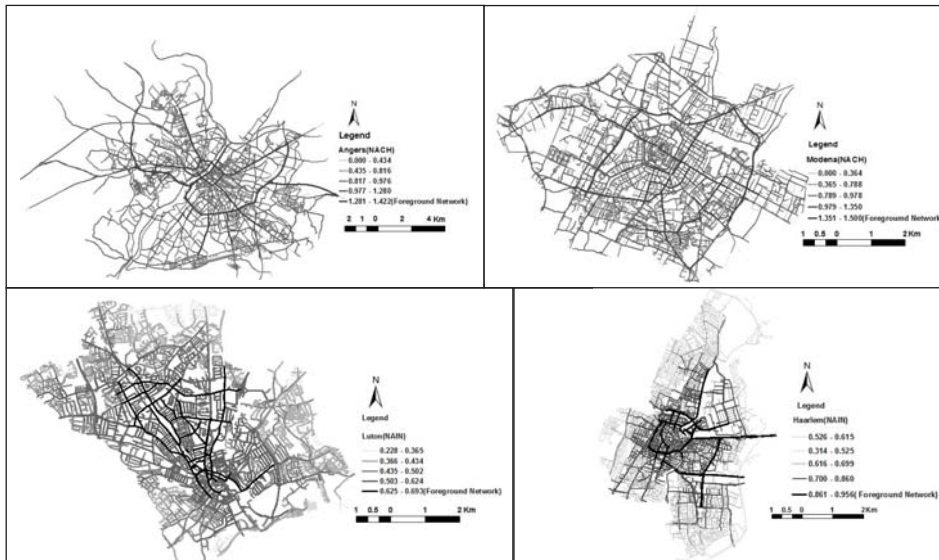 N
Legend
Angers(NACH)
0.000 - 0.434
0.435 - 0.816
0.817 - 0.976
0.977 - 1.280
1.281 - 1.422(Foreground Network)
2 1 0 2 4 Km
N
Legend
Modena(NACH)
0.000 - 0.364
0.365 - 0.788
0.789 - 0.978
0.979 - 1.350
1.351 - 1.500(Foreground Network)
1 0.5 0 1 2 Km
N
Legend
Luton(NAIN)
0.228 - 0.365
0.366 - 0.434
0.435 - 0.502
0.503 - 0.624
0.625 - 0.693(Foreground Network)
1 0.5 0 1 2 Km
N
Legend
Haarlem(NAIN)
0.526 - 0.615
0.314 - 0.525
0.616 - 0.699
0.700 - 0.860
0.861 - 0.956( Foreground Network)
1 0.5 0 1 2 Km